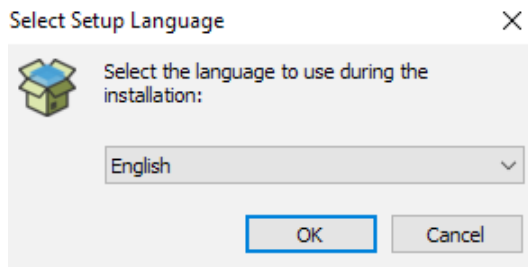 Select Setup Language
Select the language to use during the
installation:
English
OK
Cancel